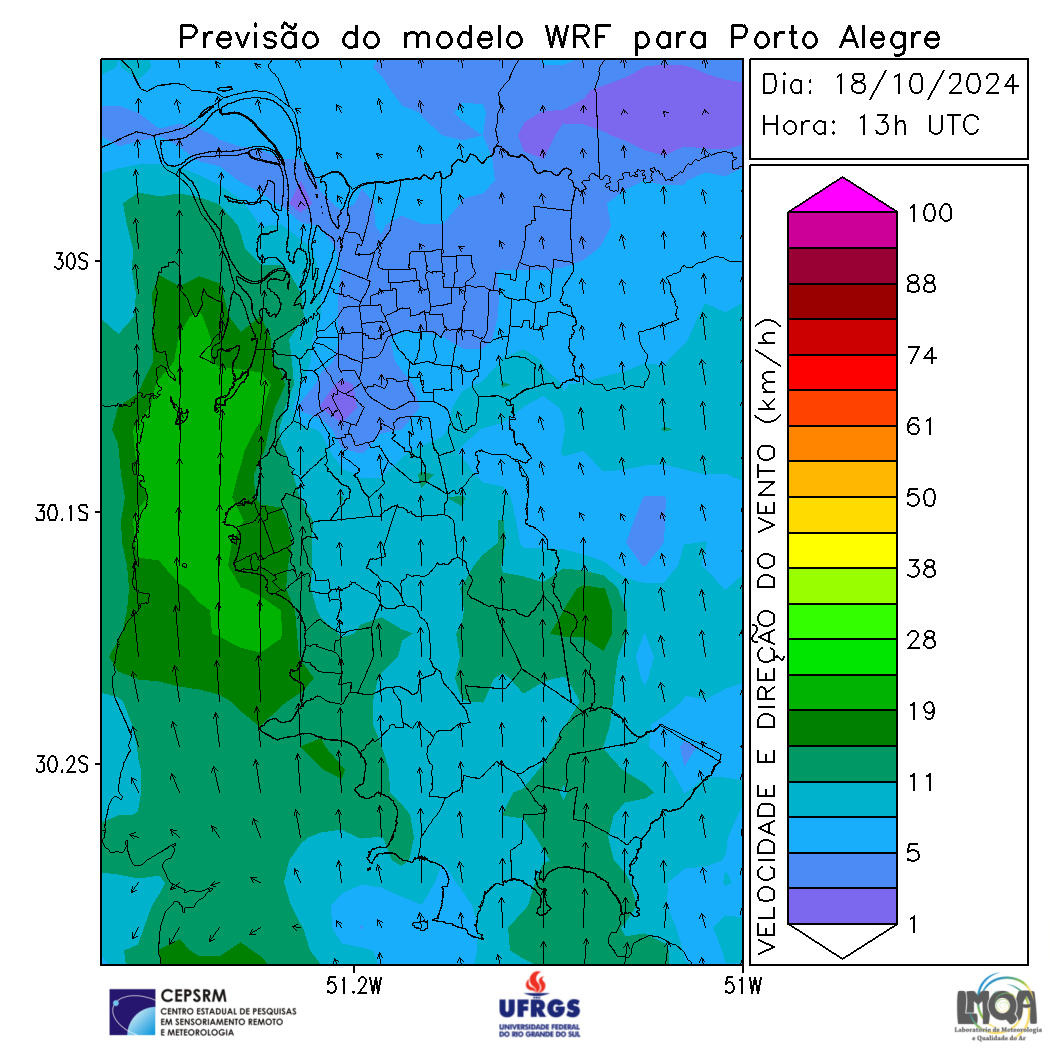 Previsão do modelo WRF para Porto Alegre
Dia: 18/10/2024
Hora: 13h UTC
30S
30.1S
30.2S
51.2W
51W
VELOCIDADE E DIREÇÃO DO VENTO (km/h)
100
88
74
61
50
38
28
19
11
5
1
CEPSRM
CENTRO ESTADUAL DE PESQUISAS
EM SENSORIAMENTO REMOTO
E METEOROLOGIA
UFRGS
UNIVERSIDADE FEDERAL
DO RIO GRANDE DO SUL
LMQA
Laboratório de Meteorologia
e Qualidade do Ar